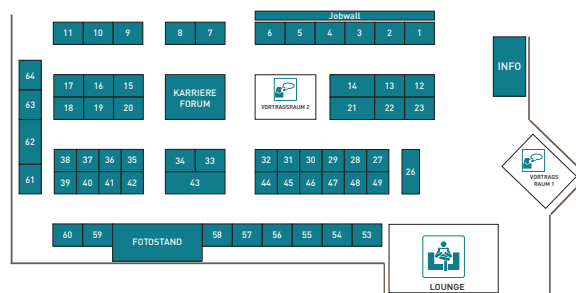 Jobwall
11 10 9 8 7 6 5 4 3 2 1
INFO
64
63
62
61
17 16 15
18 19 20
KARRIERE
FORUM
VORTRAGSRAUM 2
14 13 12
21 22 23
38 37 36 35
39 40 41 42
34 33
43
32 31 30 29 28 27
44 45 46 47 48 49
26
VORTRAGS
RAUM 1
60 59
FOTOSTAND
58 57 56 55 54 53
LOUNGE